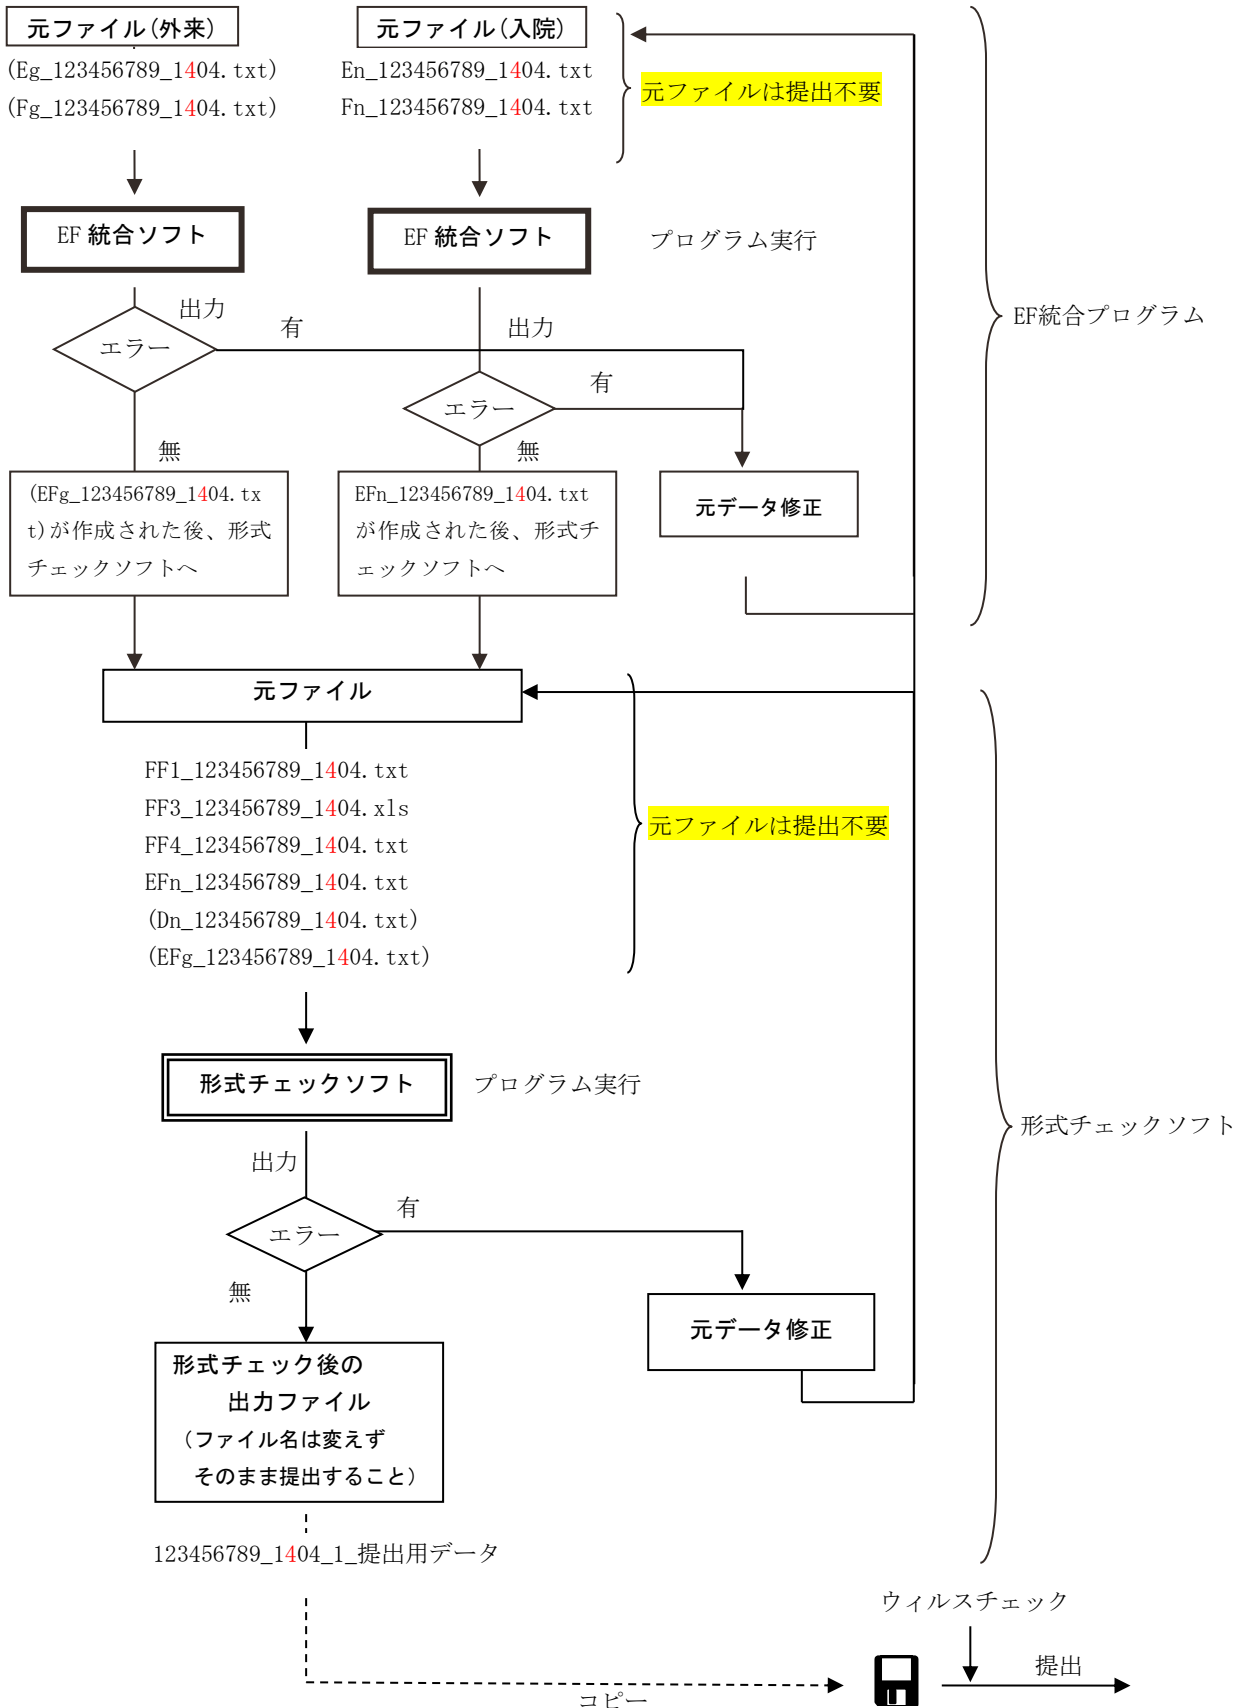 元ファイル(外来)
(Eg_123456789_1404.txt)
(Fg_123456789_1404.txt)
元ファイル(入院)
En_123456789_1404.txt
Fn_123456789_1404.txt
元ファイルは提出不要
EF統合ソフト
EF統合ソフト
プログラム実行
出力
有
エラー
無
出力
有
エラー
無
EF統合プログラム
(EFg_123456789_1404.tx
t)が作成された後、形式
チェックソフトへ
EFn_123456789_1404.txt
が作成された後、形式チ
ェックソフトへ
元データ修正
元ファイル
FF1_123456789_1404.txt
FF3_123456789_1404.xls
FF4_123456789_1404.txt
EFn_123456789_1404.txt
(Dn_123456789_1404.txt)
(EFg_123456789_1404.txt)
元ファイルは提出不要
形式チェックソフト
プログラム実行
形式チェックソフト
出力
有
エラー
無
元データ修正
形式チェック後の
出力ファイル
（ファイル名は変えず
そのまま提出すること）
123456789_1404_1_提出用データ
ウィルスチェック
提出
コピー